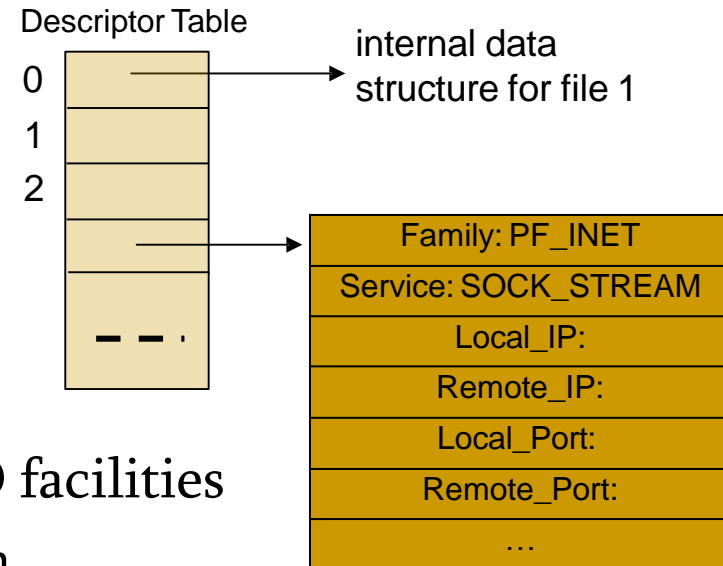 Descriptor Table
0
1
2
internal data
structure for file 1
Family: PF_INET
Service: SOCK_STREAM
Local_IP:
Remote_IP:
Local_Port:
Remote_Port:
…
facilities